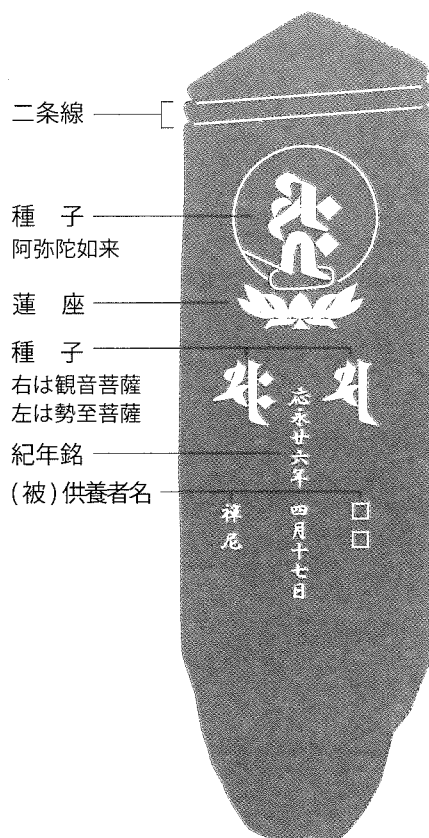 二条線
種 子
阿弥陀如来
蓮 座
種 子
右は観音菩薩
左は勢至菩薩
紀年銘
(被)供養者名
□□
応永廿六年 四月十七日
禅尼